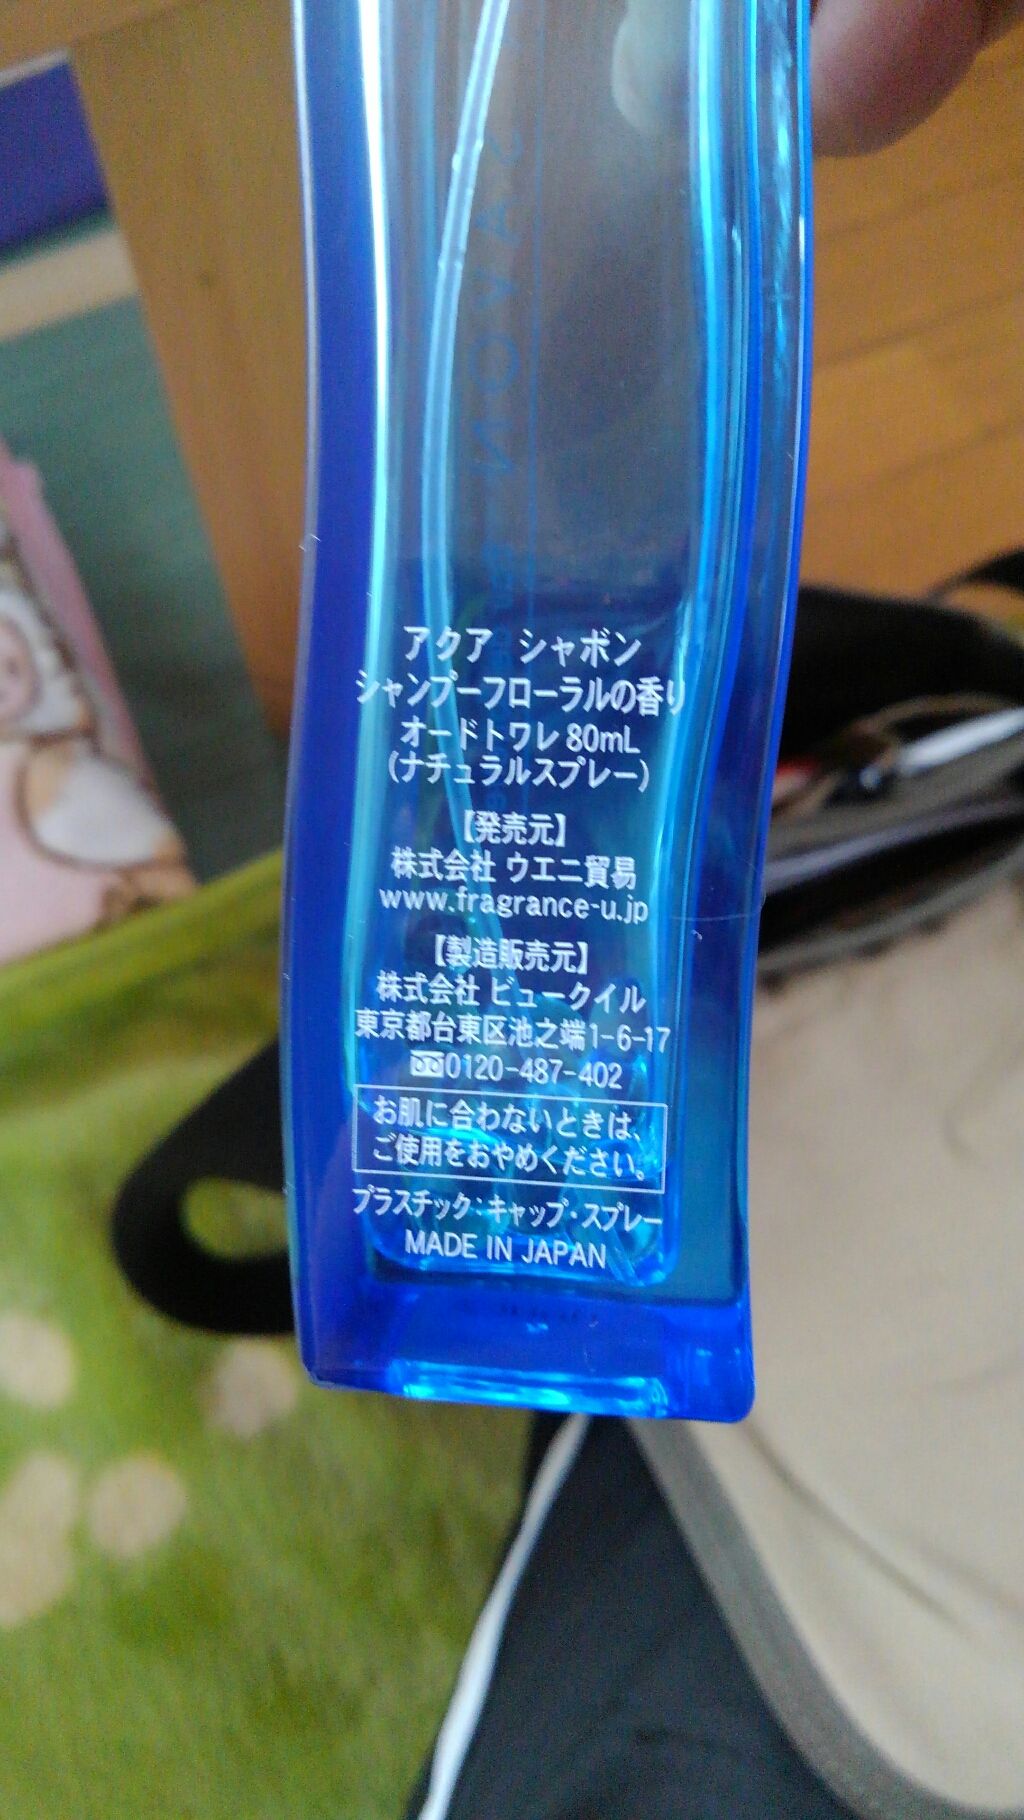 アクア シャボン
シャンプーフローラルの香り
オードトワレ80mL
(ナチュラルスプレー)
【発売元】
株式会社 ウエニ貿易
www.fragrance-u.jp
【製造販売元】
株式会社 ビュークイル
東京都台東区池之端1-6-17
0120-487-402
お肌に合わないときは、
ご使用をおやめください。
プラスチック:キャップ・スプレー
MADE IN JAPAN